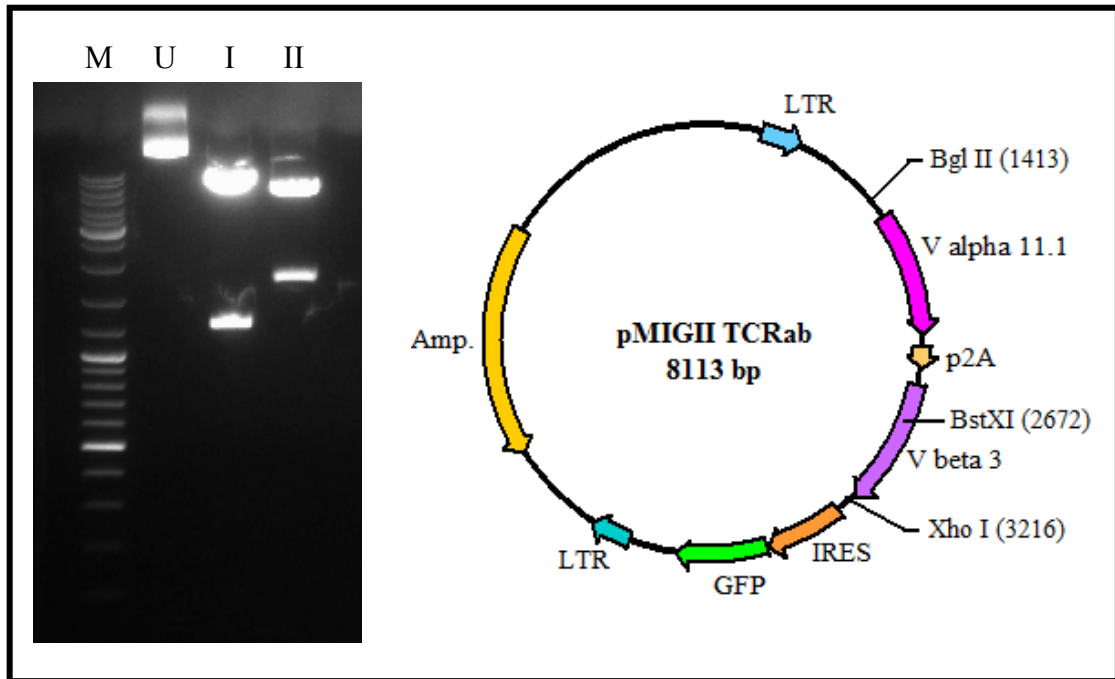 M U I II
LTR
Bgl II (1413)
V alpha 11.1
p2A
BstXI (2672)
V beta 3
Xho I (3216)
IRES
GFP
LTR
Amp.
pMIGII TCRab
8113 bp